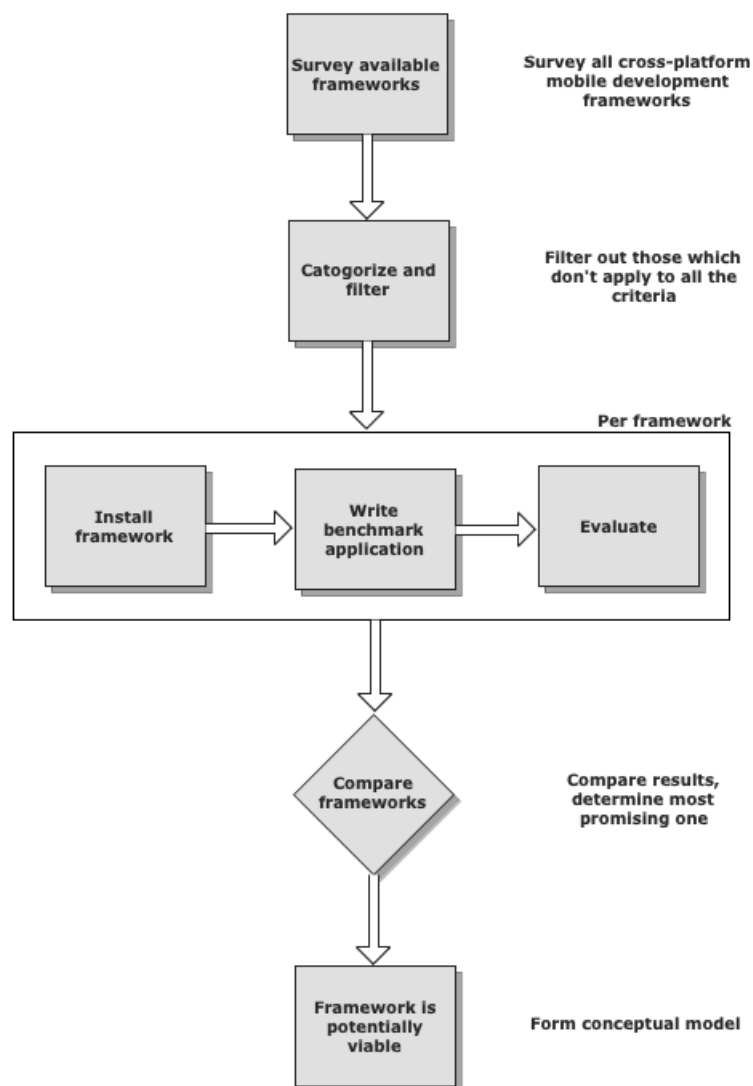 Survey available
frameworks
Survey all cross-platform
mobile development
frameworks
Catogorize and
filter
Filter out those which
don't apply to all the
criteria
Per framework
Install
framework
Write
benchmark
application
Evaluate
Compare
frameworks
Compare results,
determine most
promising one
Framework is
potentially
viable
Form conceptual model